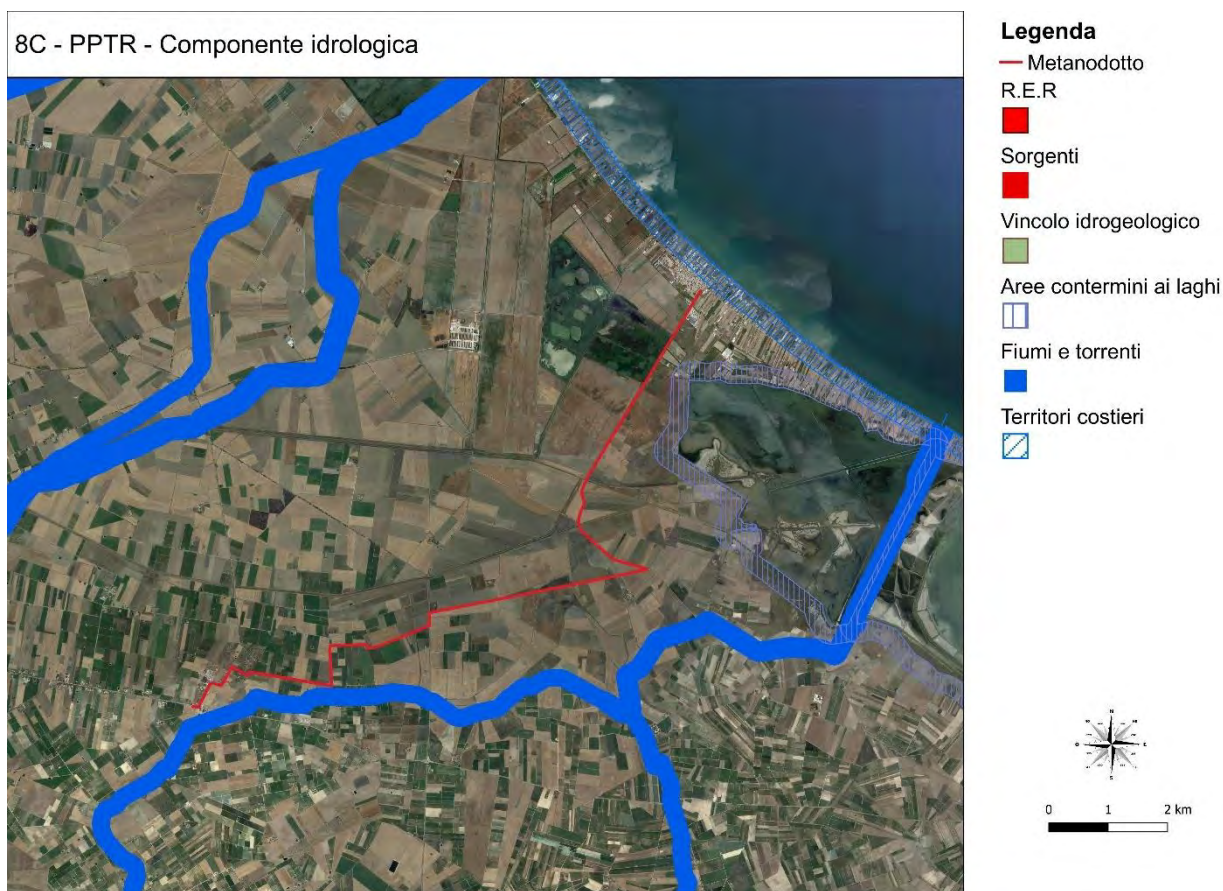 8C - PPTR - Componente idrologica
Legenda
Metanodotto
R.E.R
Sorgenti
Vincolo idrogeologico
Aree contermini ai laghi
Fiumi e torrenti
Territori costieri
N
O
E
S
0 1 2 km